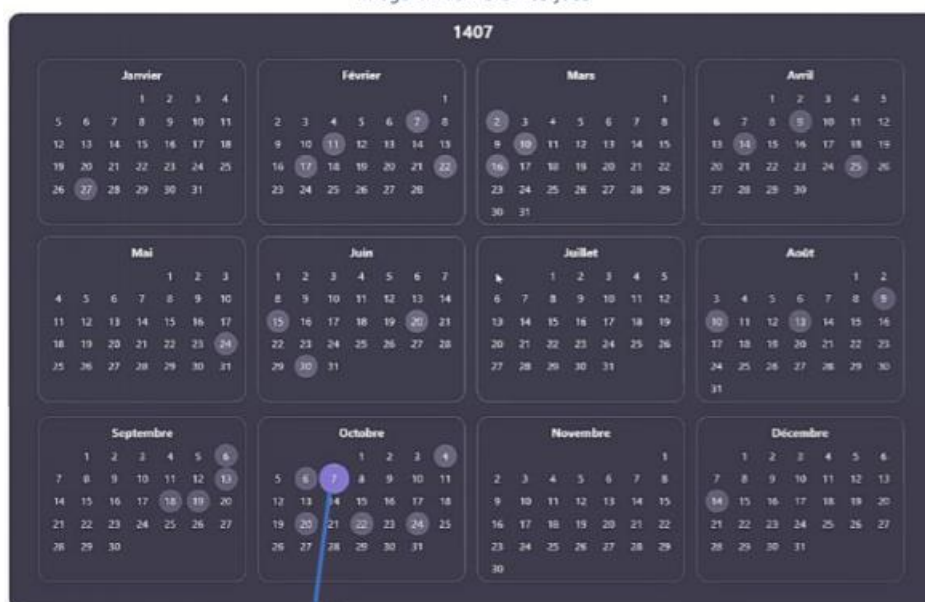 1407
Janvier
1 2 3 4
5 6 7 8 9 10 11
12 13 14 15 16 17 18
19 20 21 22 23 24 25
26 27 28 29 30 31
Février
1
2 3 4 5 6 7 8
9 10 11 12 13 14 15
16 17 18 19 20 21 22
23 24 25 26 27 28
Mars
1
2 3 4 5 6 7 8
9 10 11 12 13 14 15
16 17 18 19 20 21 22
23 24 25 26 27 28 29
30 31
Avril
1 2 3 4 5
6 7 8 9 10 11 12
13 14 15 16 17 18 19
20 21 22 23 24 25 26
27 28 29 30
Mai
1 2 3
4 5 6 7 8 9 10
11 12 13 14 15 16 17
18 19 20 21 22 23 24
25 26 27 28 29 30 31
Juin
1 2 3 4 5 6 7
8 9 10 11 12 13 14
15 16 17 18 19 20 21
22 23 24 25 26 27 28
29 30 31
Juillet
1 2 3 4 5
6 7 8 9 10 11 12
13 14 15 16 17 18 19
20 21 22 23 24 25 26
27 28 29 30 31
Août
1 2
3 4 5 6 7 8 9
10 11 12 13 14 15 16
17 18 19 20 21 22 23
24 25 26 27 28 29 30
31
Septembre
1 2 3 4 5 6
7 8 9 10 11 12 13
14 15 16 17 18 19 20
21 22 23 24 25 26 27
28 29 30
Octobre
1 2 3 4
5 6 7 8 9 10 11
12 13 14 15 16 17 18
19 20 21 22 23 24 25
26 27 28 29 30 31
Novembre
1
2 3 4 5 6 7 8
9 10 11 12 13 14 15
16 17 18 19 20 21 22
23 24 25 26 27 28 29
30
Décembre
1 2 3 4 5 6
7 8 9 10 11 12 13
14 15 16 17 18 19 20
21 22 23 24 25 26 27
28 29 30 31